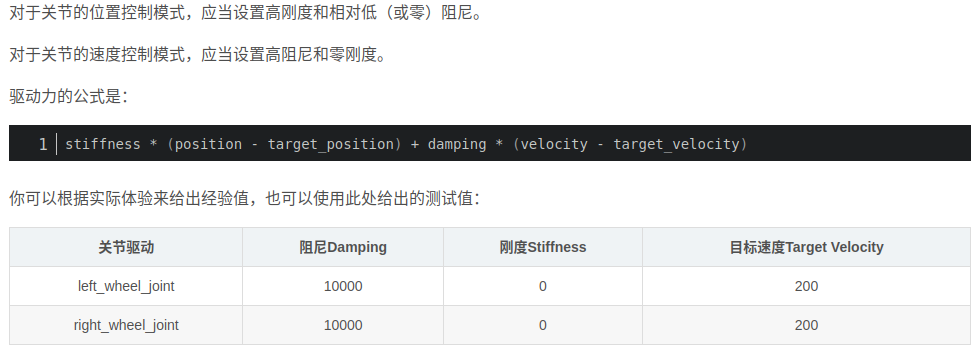 对于关节的位置控制模式，应当设置高刚度和相对低（或零）阻尼。
对于关节的速度控制模式，应当设置高阻尼和零刚度。
驱动力的公式是：
1 stiffness * (position - target_position) + damping * (velocity - target_velocity)
你可以根据实际体验来给出经验值，也可以使用此处给出的测试值：
关节驱动 阻尼Damping 刚度Stiffness 目标速度Target Velocity
left_wheel_joint 10000 0 200
right_wheel_joint 10000 0 200